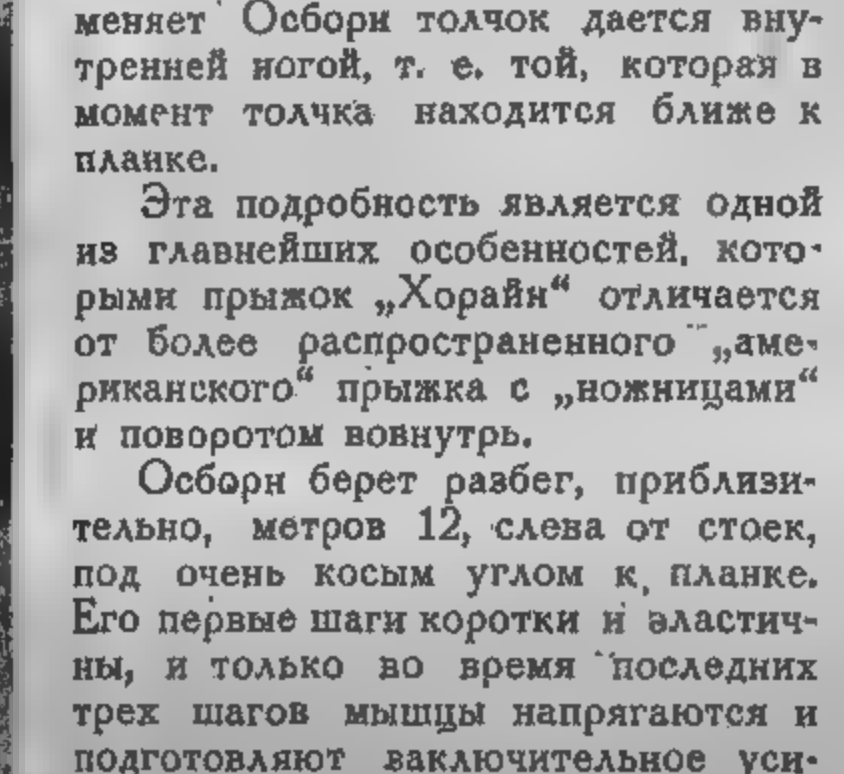 меняет Осборн толчок дается вну-
тренней ногой, т. е. той, которая в
момент толчка находится ближе к
планке.
Эта подробность является одной
из главнейших особенностей, кото-
рыми прыжок „Хорайн“ отличается
от более распространенного „аме-
риканского“ прыжка с „ножницами“
и поворотом вовнутрь.
Осборн берет разбег, приблизи-
тельно, метров 12, слева от стоек,
под очень косым углом к планке.
Его первые шаги коротки и эластич-
ны, и только во время последних
трех шагов мышцы напрягаются и
подготовляют заключительное уси-